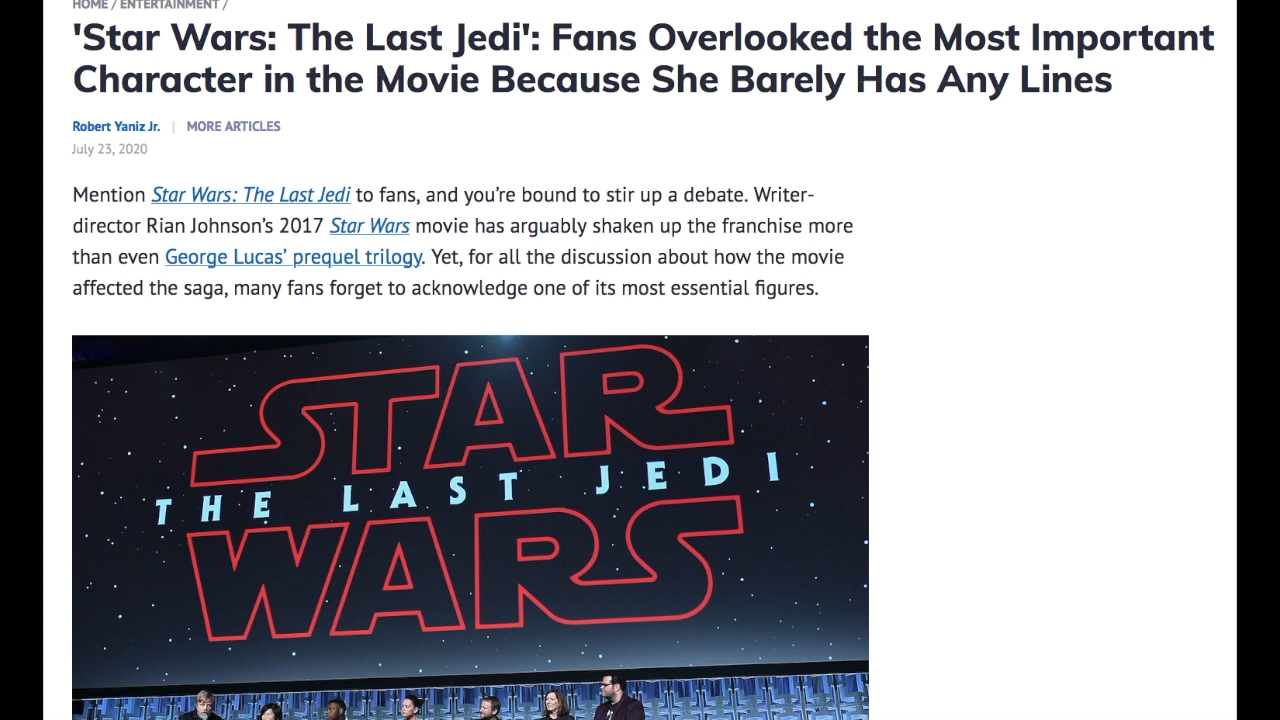 HOME / ENTERTAINMENT /
'Star Wars: The Last Jedi': Fans Overlooked the Most Important
Character in the Movie Because She Barely Has Any Lines
Robert Yaniz Jr. | MORE ARTICLES
July 23, 2020
Mention Star Wars: The Last Jedi to fans, and you’re bound to stir up a debate. Writer-
director Rian Johnson’s 2017 Star Wars movie has arguably shaken up the franchise more
than even George Lucas’ prequel trilogy. Yet, for all the discussion about how the movie
affected the saga, many fans forget to acknowledge one of its most essential figures.
STAR
THE LAST JEDI
WARS